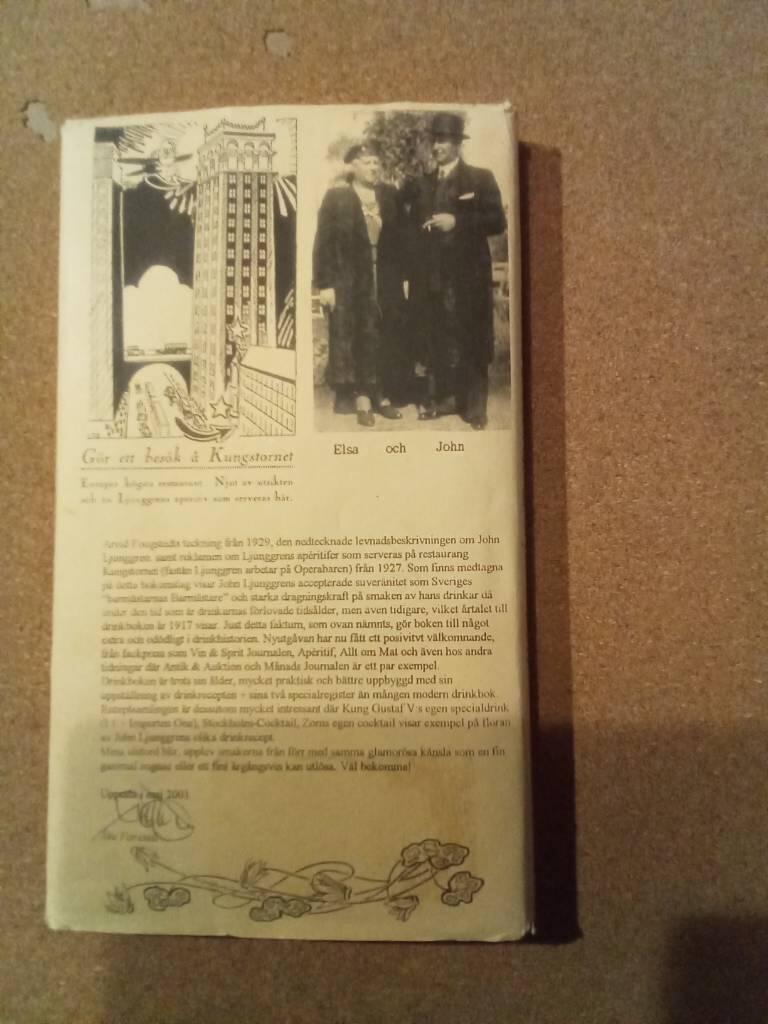 Gör ett besök å Kungstornet
Europas högsta restaurant. Njut av utsikten
och en Ljunggrens aperitif som serveras här.
Elsa och John
Arvid Fougstedts teckning från 1929, den nedtecknade levnadsbeskrivningen om John
Ljunggren, samt reklamen om Ljunggrens apéritifer som serveras på restaurang
Kungstornet (fastän Ljunggren arbetar på Operabaren) från 1927. Som finns medtagna
på detta bokomslag visar John Ljunggrens accepterade suveränitet som Sveriges
"barmästarnas Barmästare" och starka dragningskraft på smaken av hans drinkar då
under den tid som är drinkarnas förlovade tidsålder, men även tidigare, vilket årtalet till
drinkboken är 1917 visar. Just detta faktum, som ovan nämnts, gör boken till något
extra och odödligt i drinkhistorien. Nyutgåvan har nu fått ett positivtvt välkomnande,
från fackpress som Vin & Sprit Journalen, Apéritif, Allt om Mat och även hos andra
tidningar där Antik & Auktion och Månads Journalen är ett par exempel.
Drinkboken är trots sin ålder, mycket praktisk och bättre uppbyggd med sin
uppställning av drinkrecepten + sina två specialregister än mången modern drinkbok.
Receptsamlingen är dessutom mycket intressant där Kung Gustaf V:s egen specialdrink
Importers One), Stockholms-Cocktail, Zorns egen cocktail visar exempel på floran
av John Ljunggrens olika drinkrecept.
Mina slutord blir, upplev smakerna från förr med samma glamorösa känsla som en fin
gammal cognac eller ett fint årgångsvin kan utlösa. Väl bekomme!
Uppsala i maj 2001